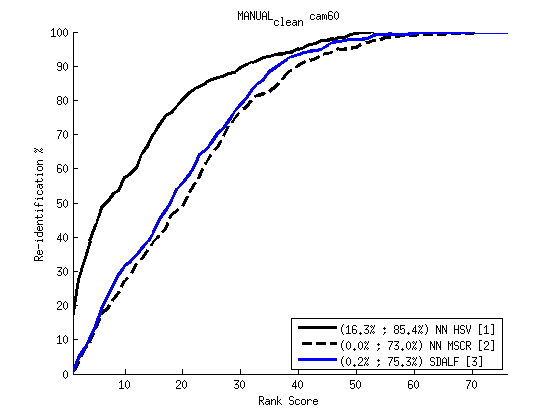 MANUAL_clean cam60
100
90
80
70
60
50
40
30
20
10
0
Re-identification %
10 20 30 40 50 60 70
Rank Score
(16.3% ; 85.4%) NN HSV [1]
(0.0% ; 73.0%) NN MSCR [2]
(0.2% ; 75.3%) SDALF [3]